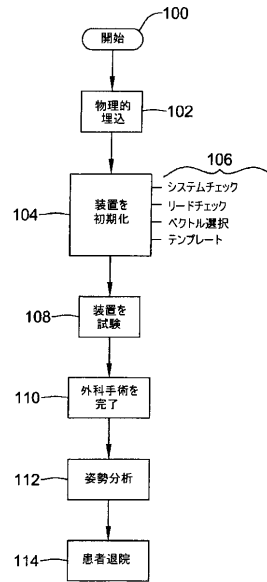 開始
100
物理的
埋込
102
106
装置を
初期化
104
システムチェック
リードチェック
ベクトル選択
テンプレート
装置を
試験
108
外科手術を
完了
110
姿勢分析
112
患者退院
114